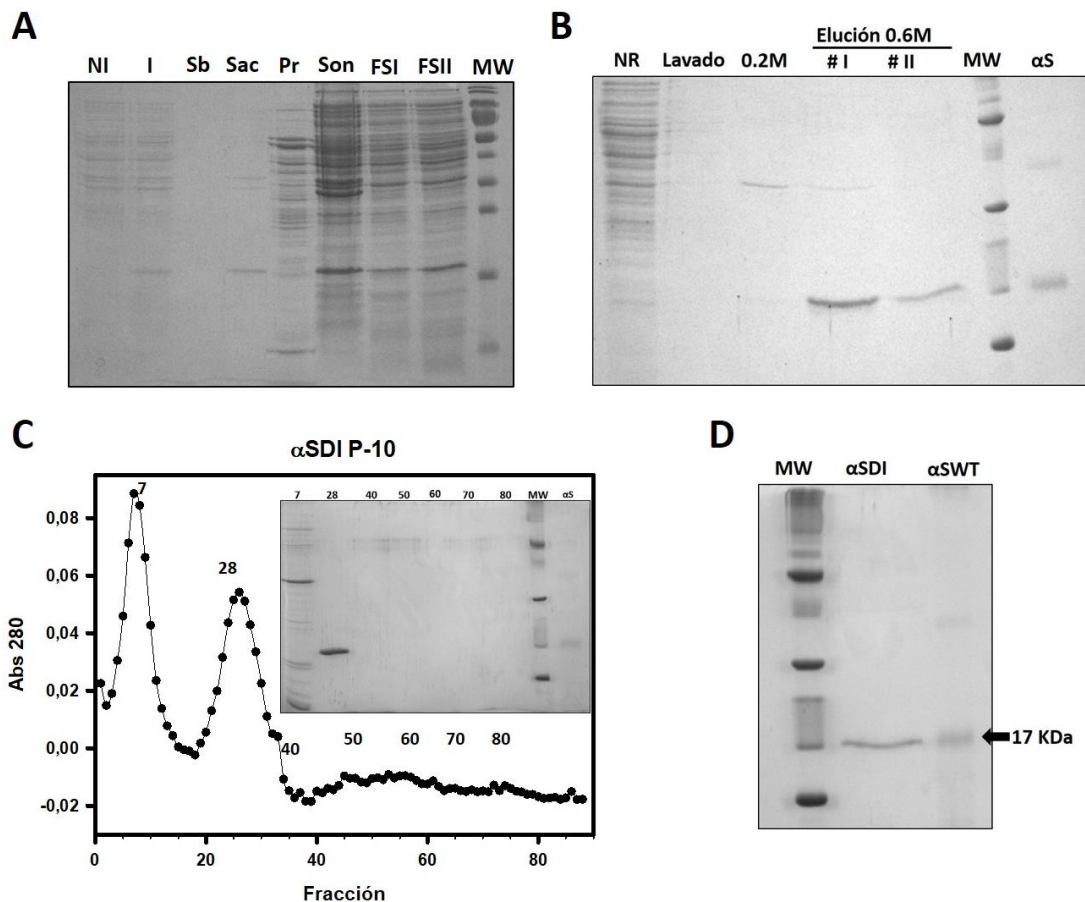 A
NI I Sb Sac Pr Son FSI FSII MW
B
Elución 0.6M
NR Lavado 0.2M # I # II MW αS
C
αSDI P-10
7 28 40 50 60 70 80 MW αS
7
28
40 50 60 70 80
0,08
0,06
0,04
0,02
0,00
-0,02
Abs 280
0 20 40 60 80
Fracción
D
MW αSDI αSWT
17 KDa